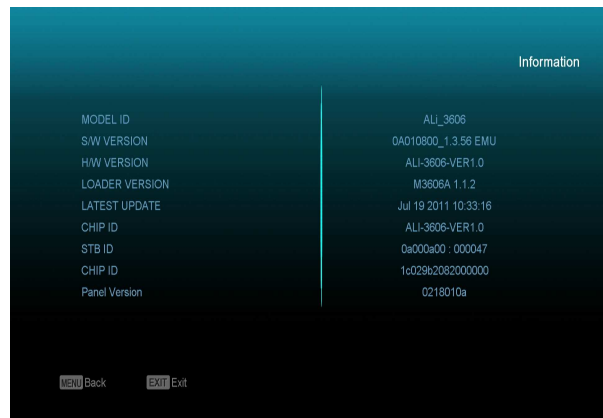 Information
MODEL ID ALi_3606
S/W VERSION 0A010800_1.3.56 EMU
H/W VERSION ALI-3606-VER1.0
LOADER VERSION M3606A 1.1.2
LATEST UPDATE Jul 19 2011 10:33:16
CHIP ID ALI-3606-VER1.0
STB ID 0a000a00 : 000047
CHIP ID 1c029b2082000000
Panel Version 0218010a
MENU Back EXIT Exit